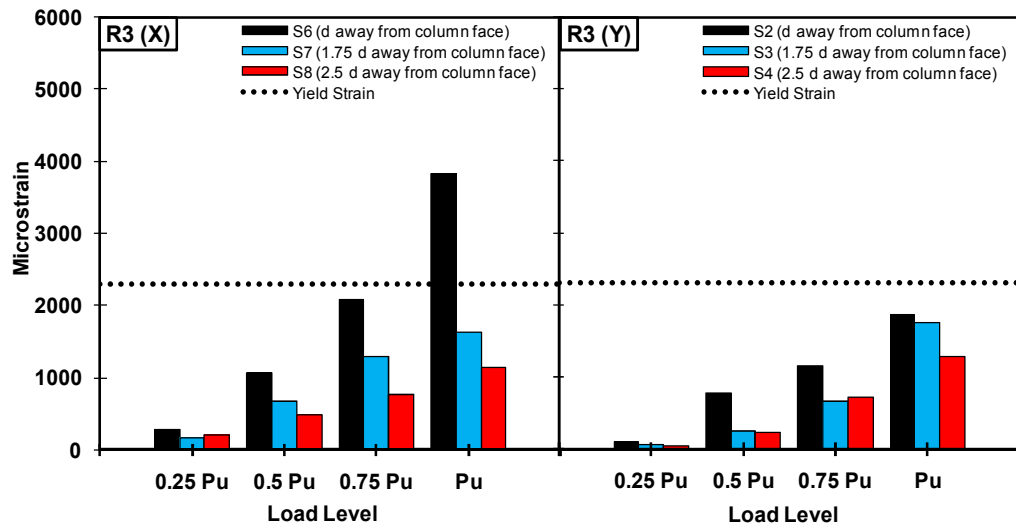 R3 (X)
S6 (d away from column face)
S7 (1.75 d away from column face)
S8 (2.5 d away from column face)
Yield Strain
R3 (Y)
S2 (d away from column face)
S3 (1.75 d away from column face)
S4 (2.5 d away from column face)
Yield Strain
Microstrain
6000
5000
4000
3000
2000
1000
0
0.25 Pu 0.5 Pu 0.75 Pu Pu
Load Level
0.25 Pu 0.5 Pu 0.75 Pu Pu
Load Level